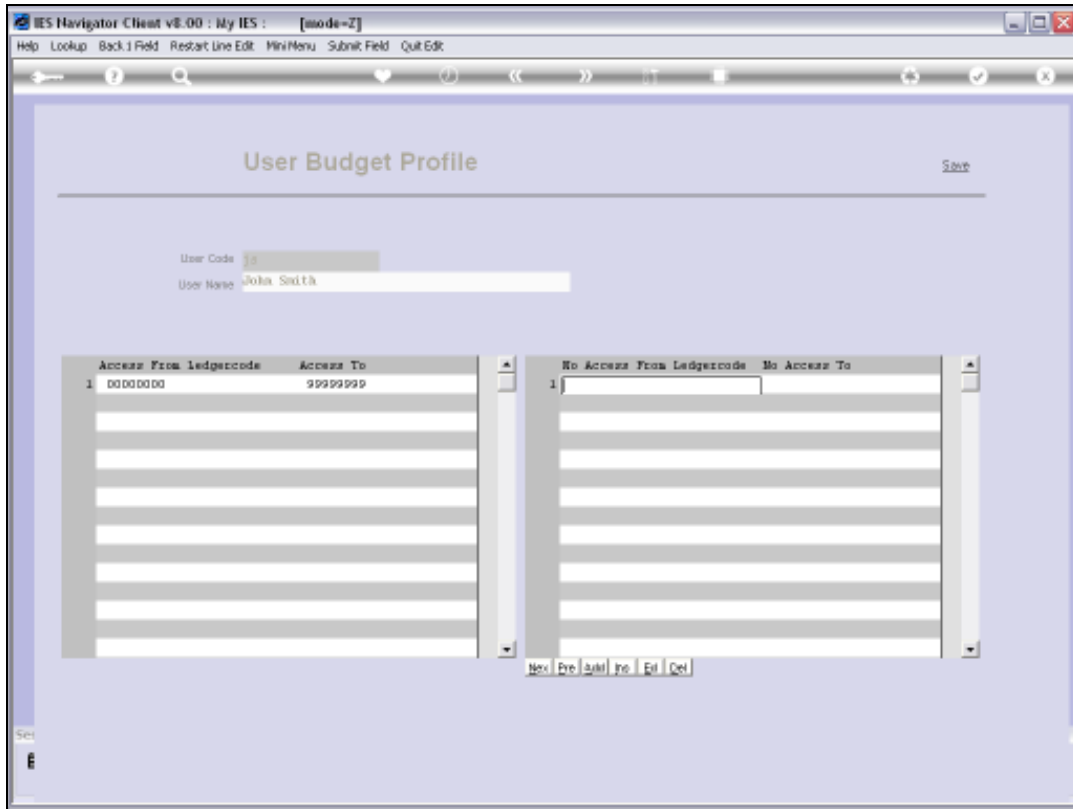 IES Navigator Client v8.00 : My IES : [mode=Z]
Help Lookup Back 1 Field Restart Line Edit MiniMenu Submit Field Quit Edit
User Budget Profile
Save
User Code js
User Name John Smith
Access From Ledgercode Access To
1 00000000 99999999
No Access From Ledgercode No Access To
1
Nex Pre Add Ins Ed Del